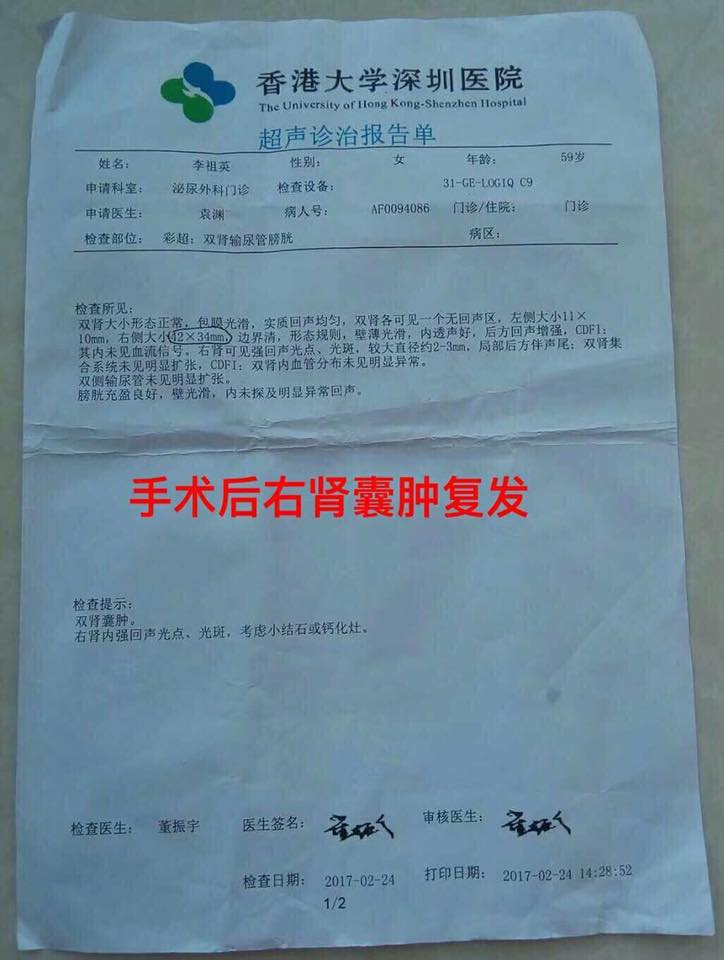 香港大学深圳医院
The University of Hong Kong-Shenzhen Hospital
超声诊治报告单
姓名： 李祖英 性别： 女 年龄： 59岁
申请科室： 泌尿外科门诊 检查设备： 31-GE-LOGIQ C9
申请医生： 袁渊 病人号： AF0094086 门诊/住院： 门诊
检查部位： 彩超：双肾输尿管膀胱 病区：
检查所见：
双肾大小形态正常，包膜光滑，实质回声均匀，双肾各可见一个无回声区，左侧大小11×
10mm，右侧大小42×34mm，边界清，形态规则，壁薄光滑，内透声好，后方回声增强，CDFI：
其内未见血流信号。右肾可见强回声光点、光斑，较大直径约2-3mm，局部后方伴声尾；双肾集
合系统未见明显扩张，CDFI：双肾内血管分布未见明显异常。
双侧输尿管未见明显扩张。
膀胱充盈良好，壁光滑，内未探及明显异常回声。
手术后右肾囊肿复发
检查提示：
双肾囊肿。
右肾内强回声光点、光斑，考虑小结石或钙化灶。
检查医生： 董振宇 医生签名： 审核医生：
检查日期： 2017-02-24 打印日期： 2017-02-24 14:28:52
1/2